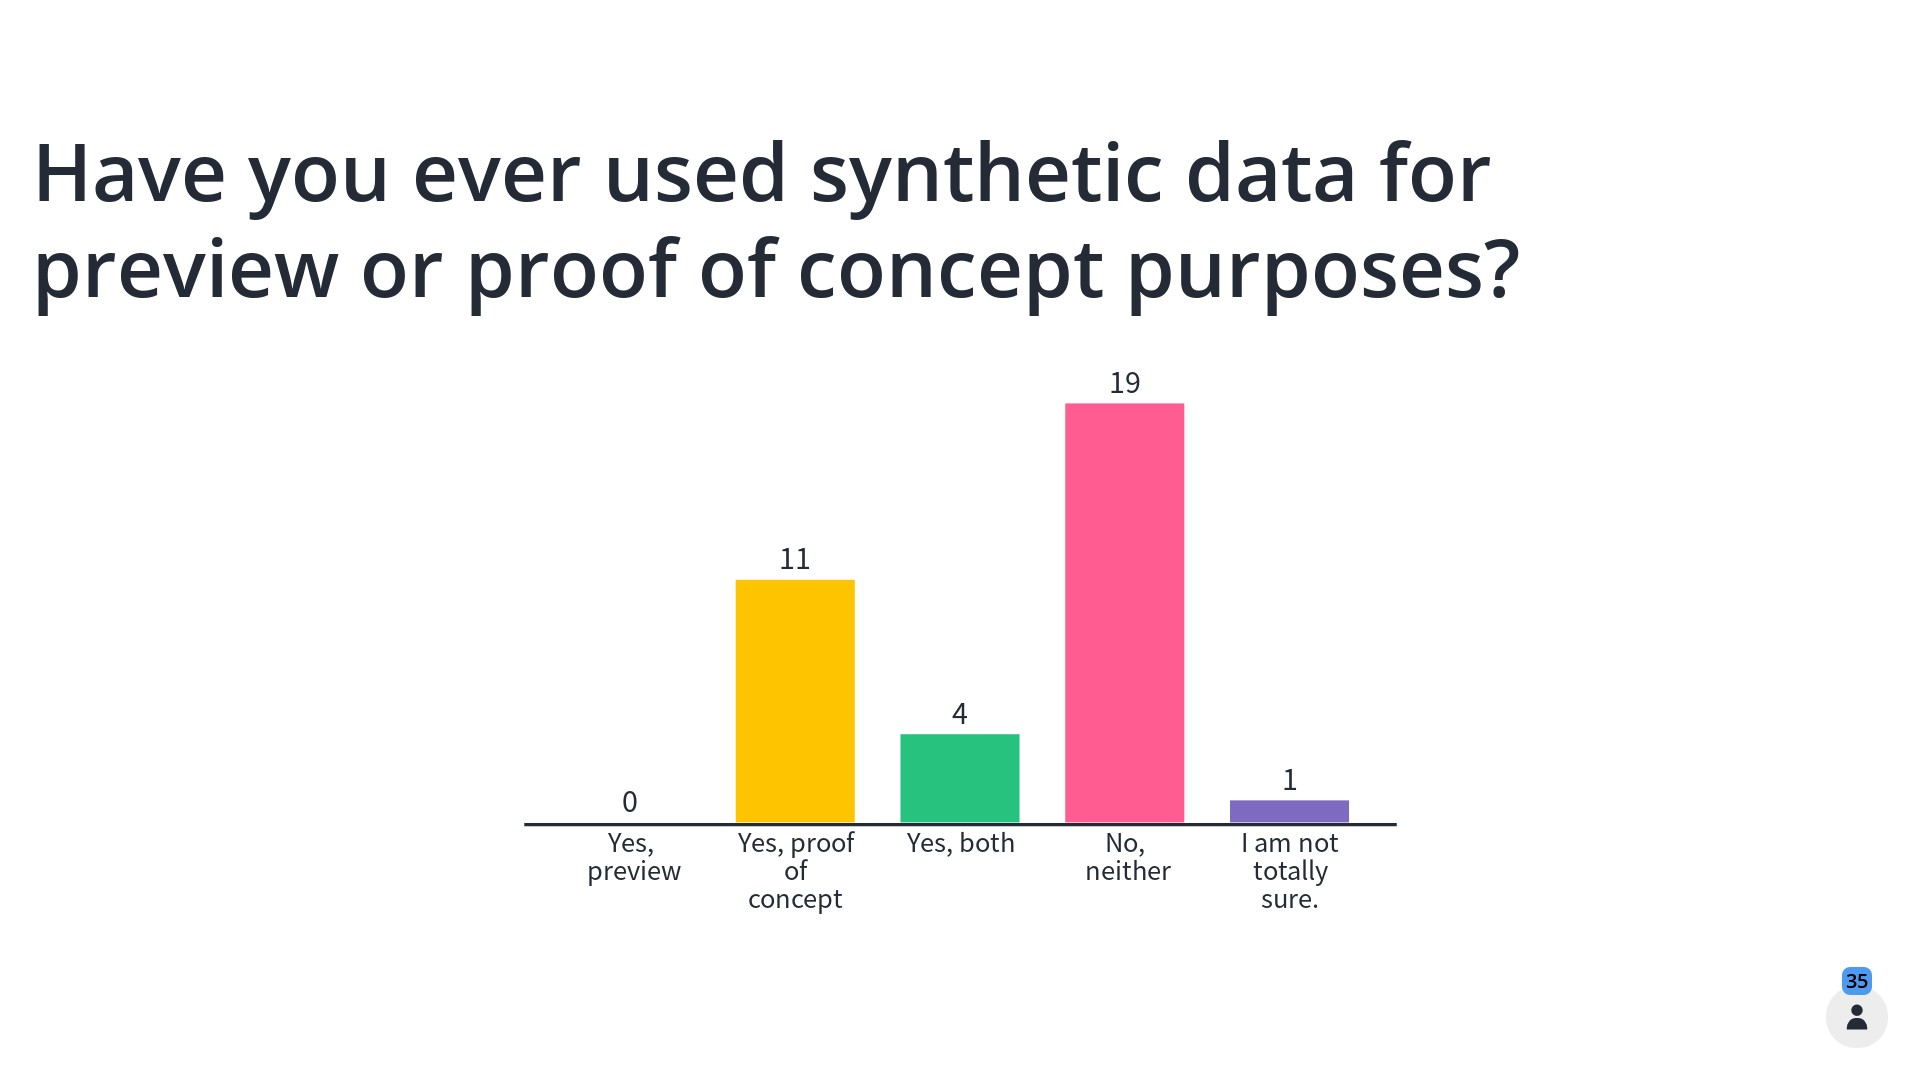 Have you ever used synthetic data for
preview or proof of concept purposes?
0
11
4
19
1
Yes,
preview
Yes, proof
of
concept
Yes, both
No,
neither
I am not
totally
sure.
35